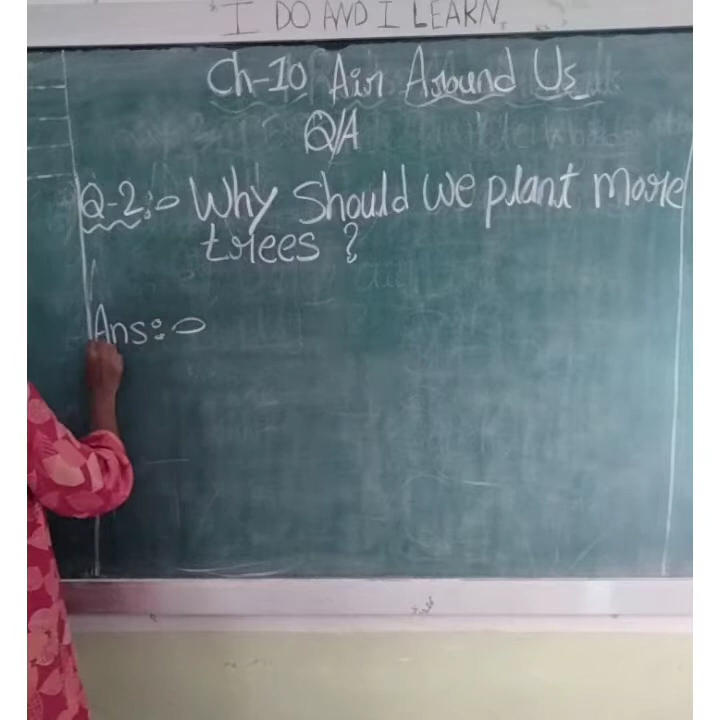 I DO AND I LEARN
Ch-10 Air Around Us
Q/A
Q-2:- Why Should We plant more
trees ?
Ans:-